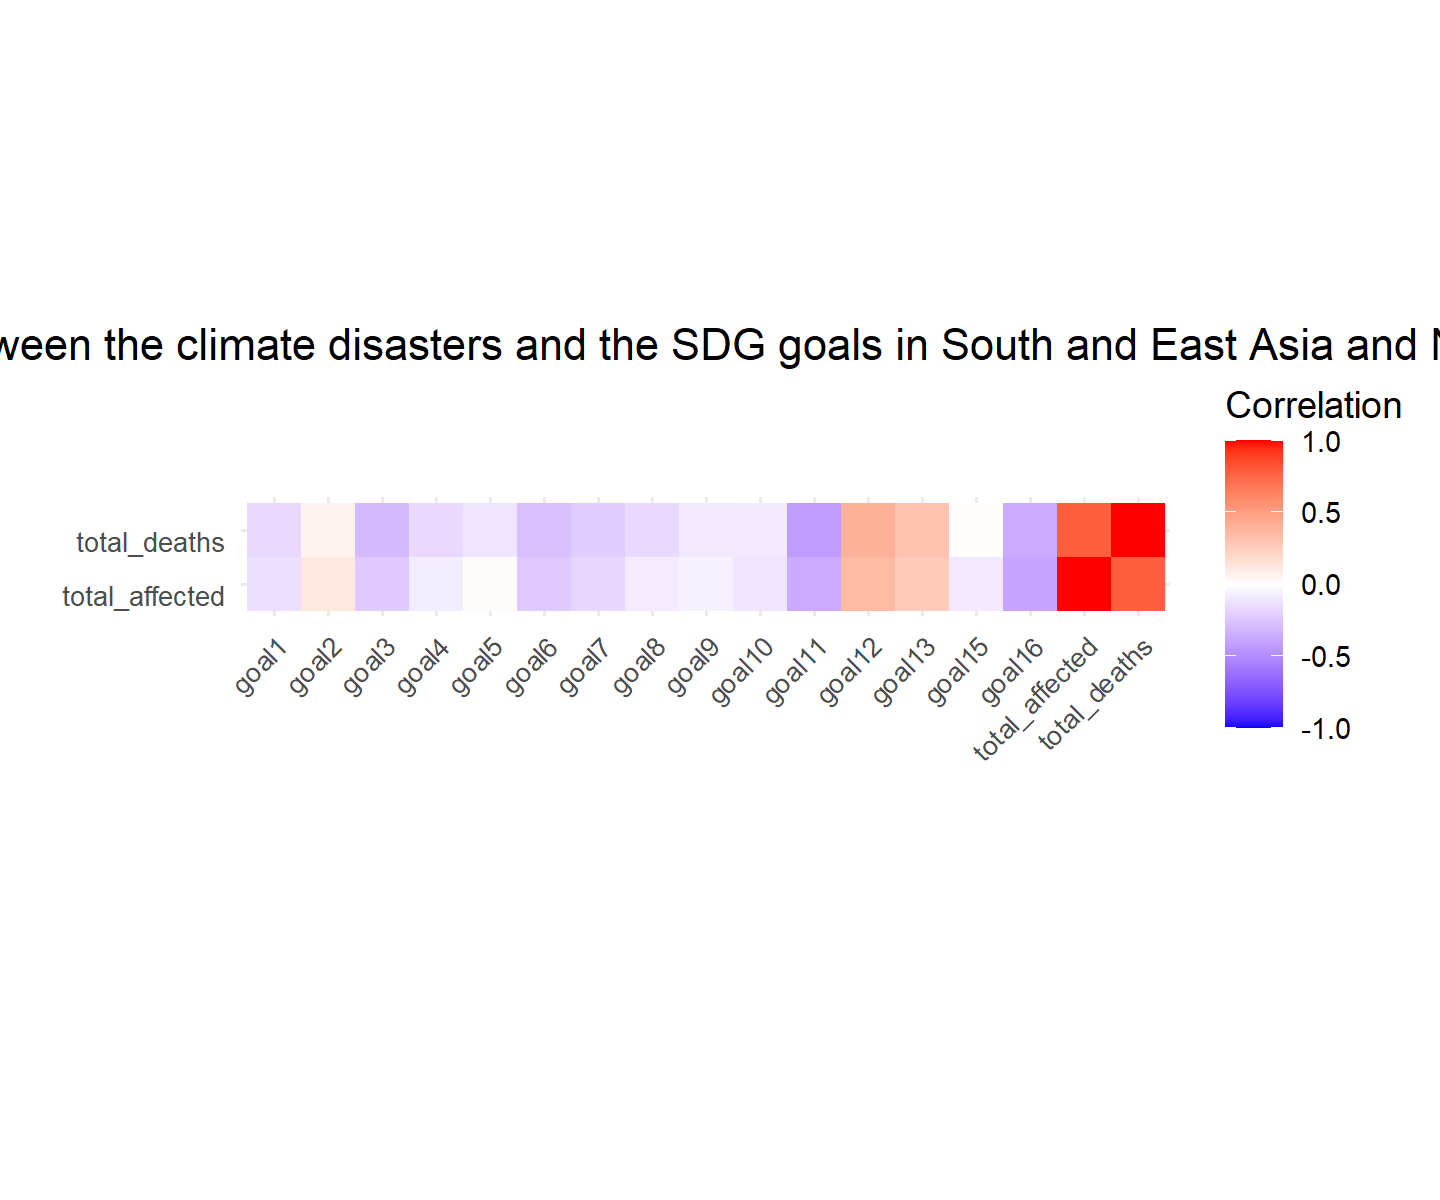 ween the climate disasters and the SDG goals in South and East Asia and N
Correlation
1.0
0.5
0.0
-0.5
-1.0
total_deaths
total_affected
goal1
goal2
goal3
goal4
goal5
goal6
goal7
goal8
goal9
goal10
goal11
goal12
goal13
goal15
goal16
total_affected
total_deaths